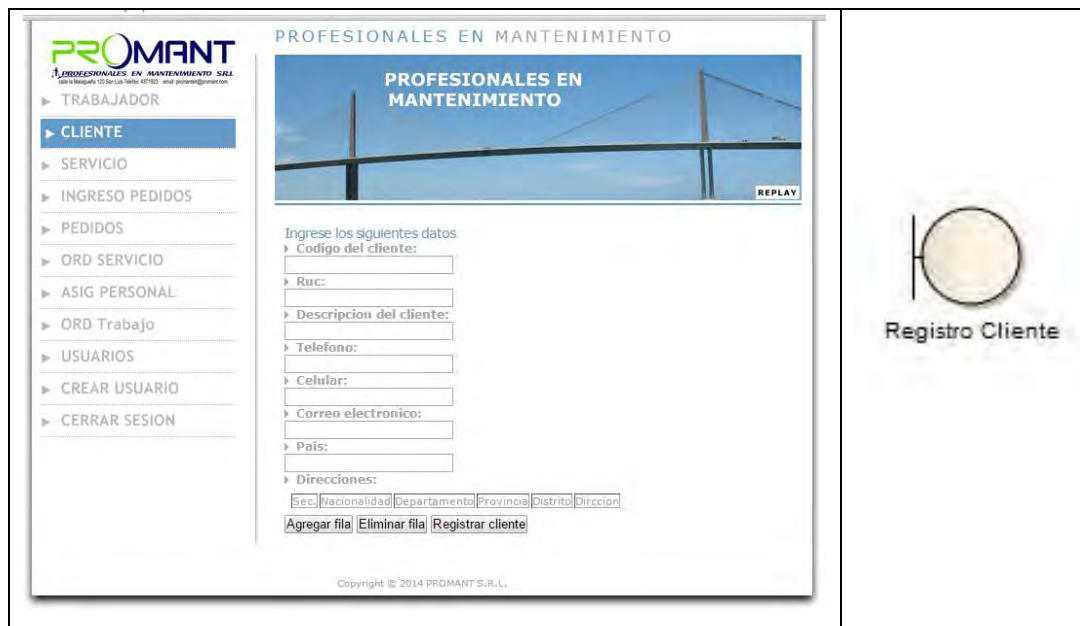 PROMANT
PROFESIONALES EN MANTENIMIENTO SRL
TRABAJADOR
CLIENTE
SERVICIO
INGRESO PEDIDOS
PEDIDOS
ORD SERVICIO
ASIG PERSONAL
ORD Trabajo
USUARIOS
CREAR USUARIO
CERRAR SESION
PROFESIONALES EN MANTENIMIENTO
PROFESIONALES EN
MANTENIMIENTO
REPLAY
Ingrese los siguientes datos
Codigo del cliente:
Ruc:
Descripcion del cliente:
Telefono:
Celular:
Correo electronico:
Pais:
Direcciones:
Sec. Nacionalidad Departamento Provincia Distrito Dirccion
Agregar fila Eliminar fila Registrar cliente
Copyright © 2014 PROMANT S.R.L.
Registro Cliente